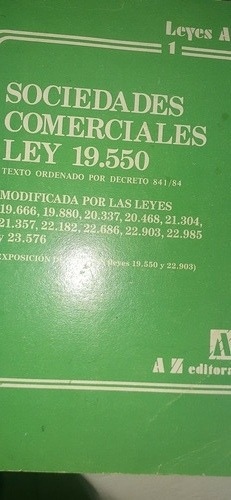 Leyes A
1
SOCIEDADES
COMERCIALES
LEY 19.550
TEXTO ORDENADO POR DECRETO 841/84
MODIFICADA POR LAS LEYES
19.666, 19.880, 20.337, 20.468, 21.304,
21.357, 22.182, 22.686, 22.903, 22.985
y 23.576
EXPOSICIÓN DE (leyes 19.550 y 22.903)
A Z editora